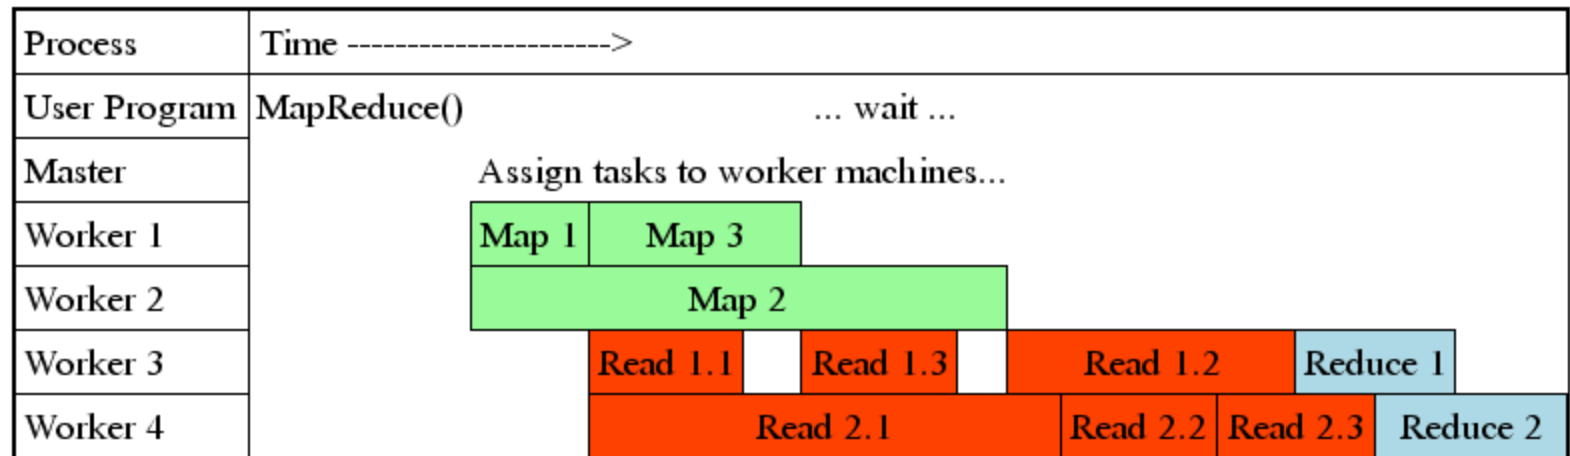 Process Time ---------------------->
User Program MapReduce() ... wait ...
Master Assign tasks to worker machines...
Worker 1 Map 1 Map 3
Worker 2 Map 2
Worker 3 Read 1.1 Read 1.3 Read 1.2 Reduce 1
Worker 4 Read 2.1 Read 2.2 Read 2.3 Reduce 2